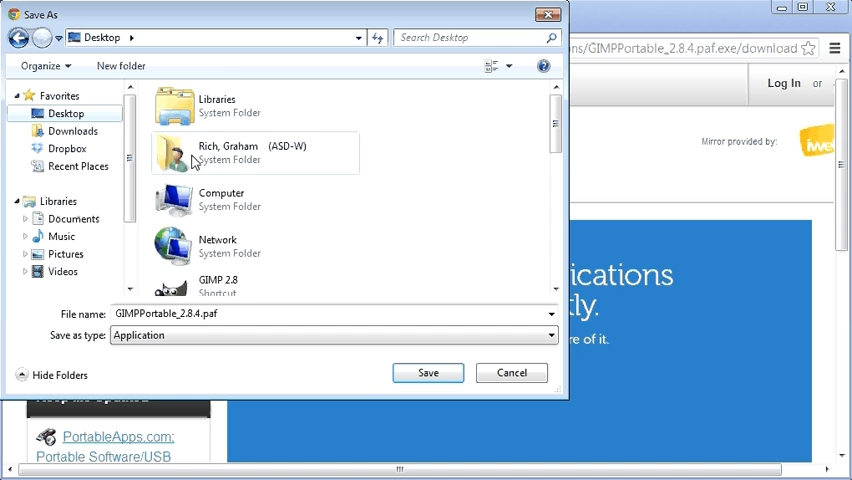 Save As
Desktop
Search Desktop
ons/GIMPPortable_2.8.4.paf.exe/download
Organize
New folder
Log In or
Favorites
Desktop
Downloads
Dropbox
Recent Places
Libraries
Documents
Music
Pictures
Videos
Libraries
System Folder
Rich, Graham (ASD-W)
System Folder
Computer
System Folder
Network
System Folder
GIMP 2.8
Shortcut
Mirror provided by:
iwe
File name:
GIMPPortable_2.8.4.paf
Save as type:
Application
Hide Folders
Save
Cancel
ications
tly.
re of it.
PortableApps.com:
Portable Software/USB